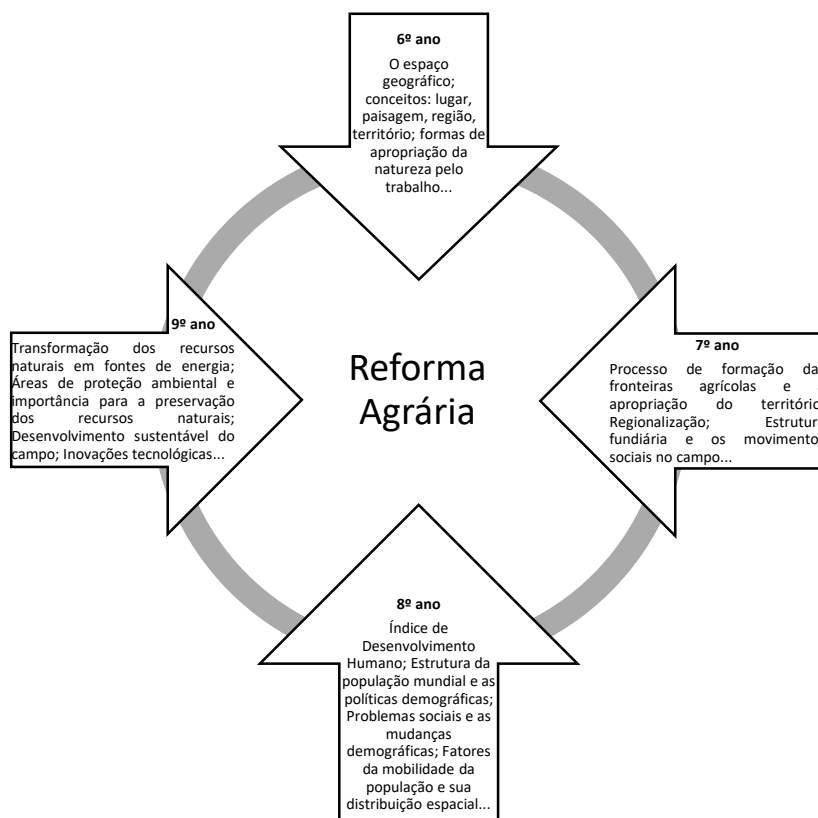 6º ano
O espaço
geográfico;
conceitos: lugar,
paisagem, região,
território; formas de
apropriação da
natureza pelo
trabalho...
9º ano
Transformação dos recursos
naturais em fontes de energia;
Áreas de proteção ambiental e
importância para a preservação
dos recursos naturais;
Desenvolvimento sustentável do
campo; Inovações tecnológicas...
Reforma
Agrária
7º ano
Processo de formação da
fronteiras agrícolas e
apropriação do território
Regionalização; Estrutur
fundiária e os movimento
sociais no campo...
8º ano
Índice de
Desenvolvimento
Humano; Estrutura da
população mundial e as
políticas demográficas;
Problemas sociais e as
mudanças
demográficas; Fatores
da mobilidade da
população e sua
distribuição espacial...